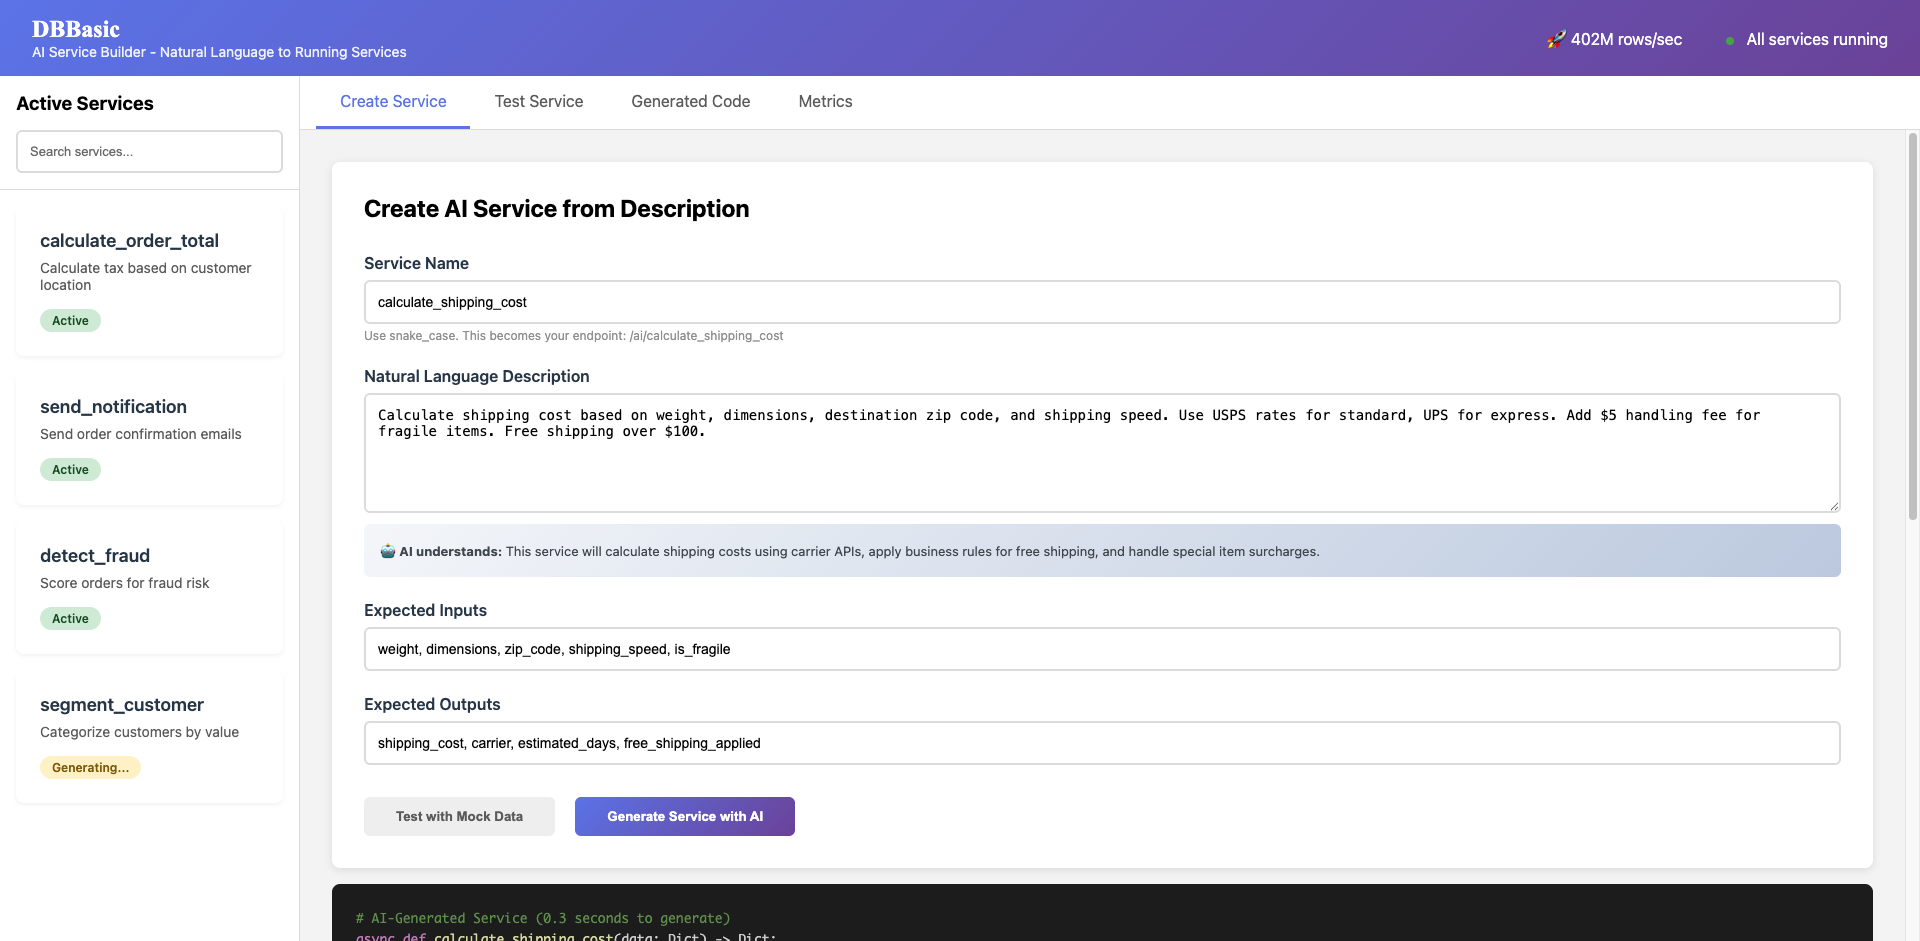 DBBasic
AI Service Builder - Natural Language to Running Services
🚀 402M rows/sec
All services running
Active Services
Search services...
calculate_order_total
Calculate tax based on customer
location
Active
send_notification
Send order confirmation emails
Active
detect_fraud
Score orders for fraud risk
Active
segment_customer
Categorize customers by value
Generating...
Create Service
Test Service
Generated Code
Metrics
Create AI Service from Description
Service Name
calculate_shipping_cost
Use snake_case. This becomes your endpoint: /ai/calculate_shipping_cost
Natural Language Description
Calculate shipping cost based on weight, dimensions, destination zip code, and shipping speed. Use USPS rates for standard, UPS for express. Add $5 handling fee for
fragile items. Free shipping over $100.
🤖 AI understands: This service will calculate shipping costs using carrier APIs, apply business rules for free shipping, and handle special item surcharges.
Expected Inputs
weight, dimensions, zip_code, shipping_speed, is_fragile
Expected Outputs
shipping_cost, carrier, estimated_days, free_shipping_applied
Test with Mock Data
Generate Service with AI
# AI-Generated Service (0.3 seconds to generate)
async def calculate_shipping_cost(data: Dict) -> Dict: